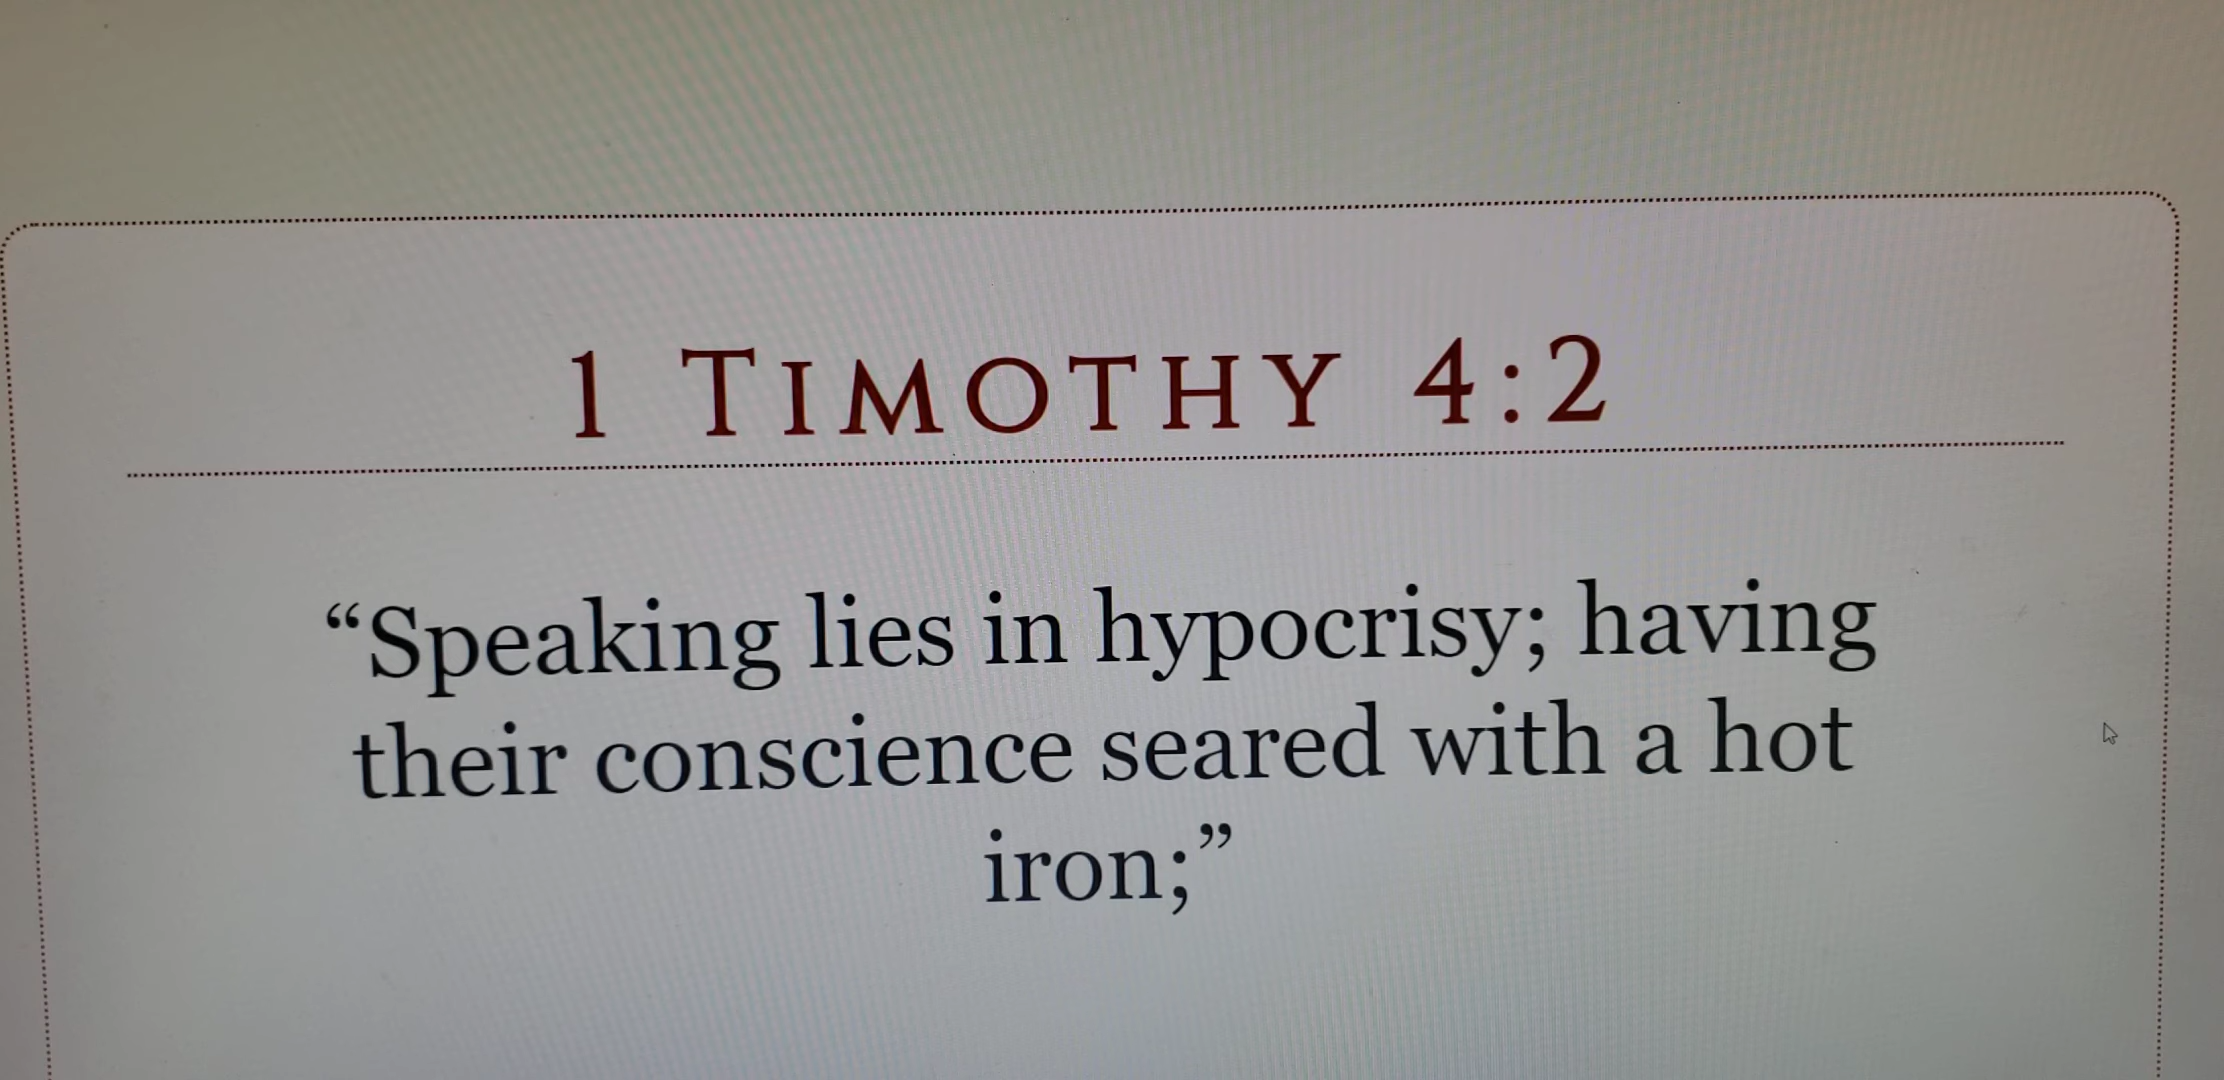 1 TIMOTHY 4:2
“Speaking lies in hypocrisy; having
their conscience seared with a hot
iron;”